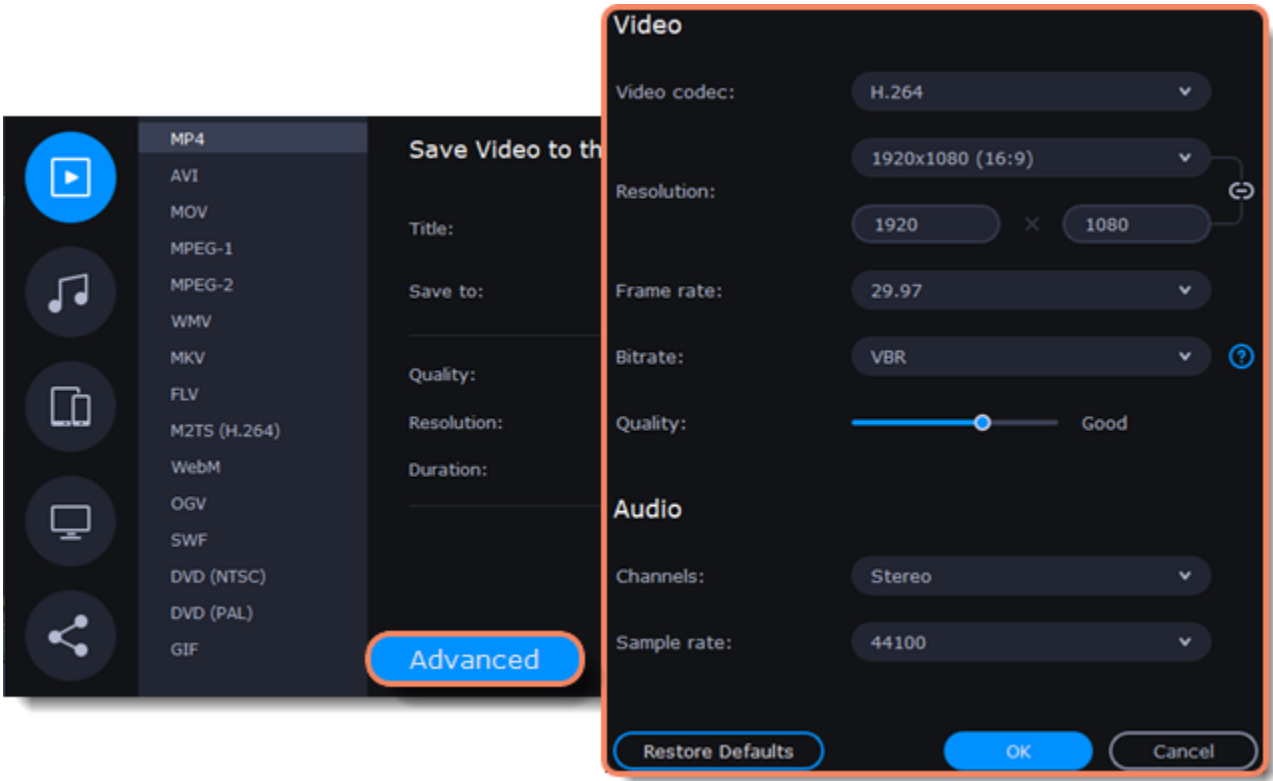 MP4
AVI
MOV
MPEG-1
MPEG-2
WMV
MKV
FLV
M2TS (H.264)
WebM
OGV
SWF
DVD (NTSC)
DVD (PAL)
GIF
Save Video to th
Title:
Save to:
Quality:
Resolution:
Duration:
Advanced
Video
Video codec: H.264
1920x1080 (16:9)
Resolution:
1920 × 1080
Frame rate: 29.97
Bitrate: VBR ?
Quality: Good
Audio
Channels: Stereo
Sample rate: 44100
Restore Defaults OK Cancel